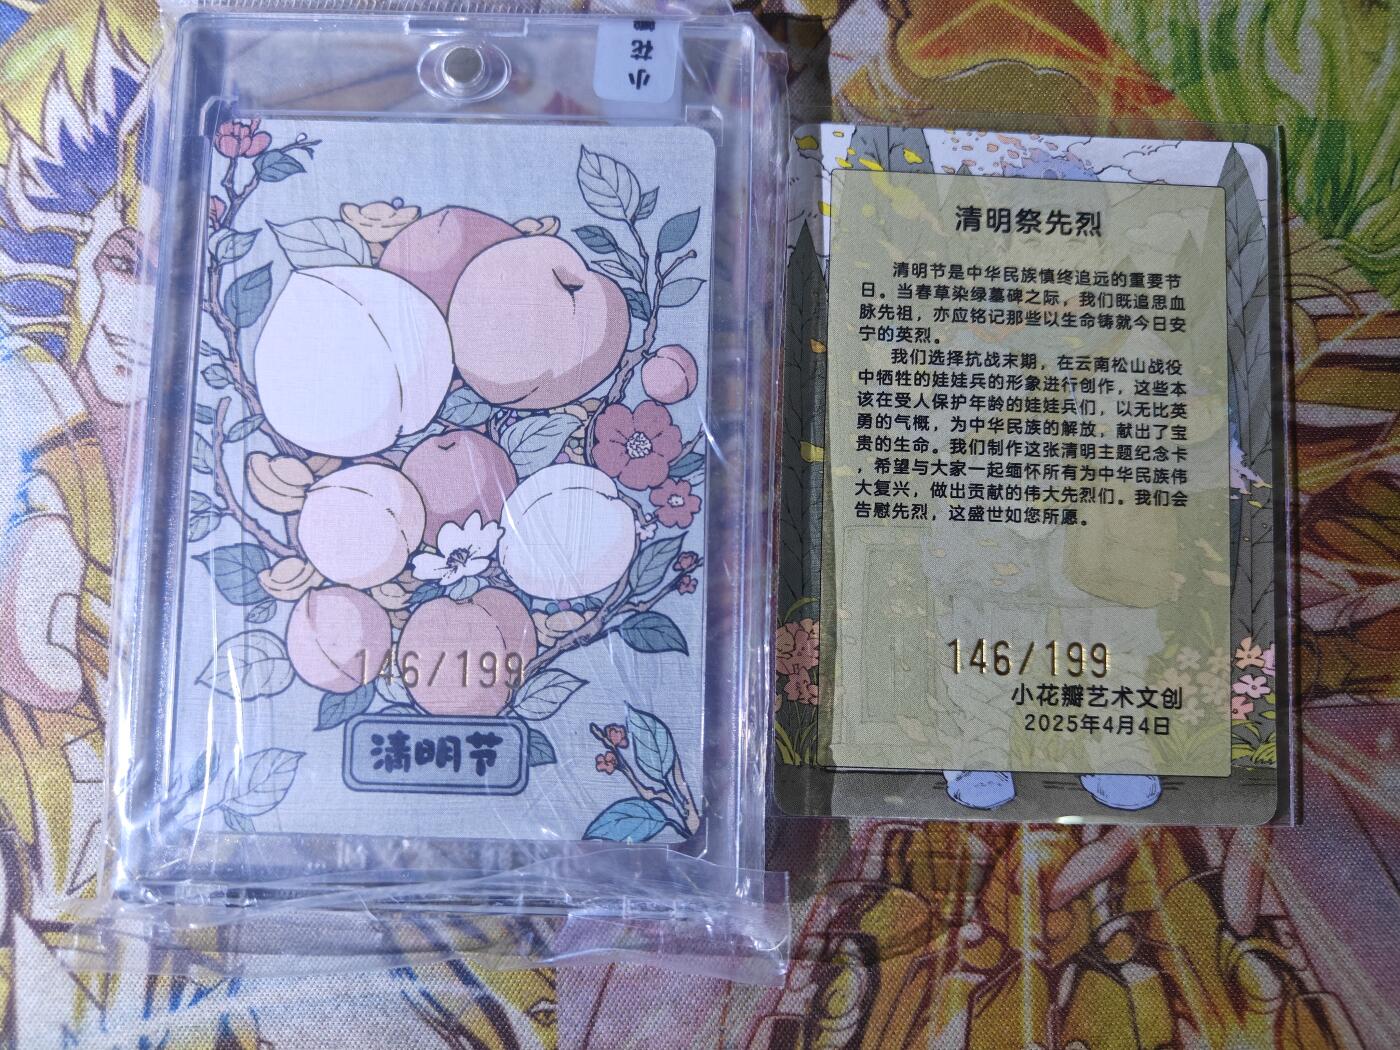 小花
146/199
清明节
清明祭先烈
清明节是中华民族慎终追远的重要节
日。当春草染绿墓碑之际，我们既追思血
脉先祖，亦应铭记那些以生命铸就今日安
宁的英烈。
我们选择抗战末期，在云南松山战役
中牺牲的娃娃兵的形象进行创作，这些本
该在受人保护年龄的娃娃兵们，以无比英
勇的气概，为中华民族的解放，献出了宝
贵的生命。我们制作这张清明主题纪念卡
，希望与大家一起缅怀所有为中华民族伟
大复兴，做出贡献的伟大先烈们。我们会
告慰先烈，这盛世如您所愿。
146/199
小花瓣艺术文创
2025年4月4日